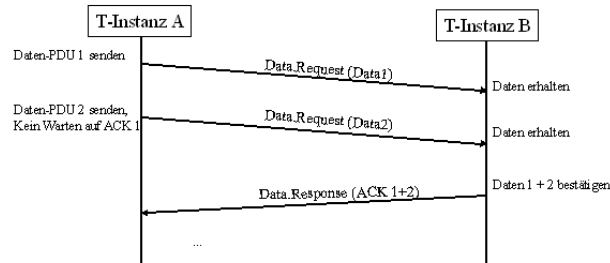 T-Instanz A
T-Instanz B
Daten-PDU 1 senden
Data.Request (Data1)
Daten erhalten
Daten-PDU 2 senden,
Kein Warten auf ACK 1
Data.Request (Data2)
Daten erhalten
Daten 1 + 2 bestätigen
Data.Response (ACK 1+2)
...